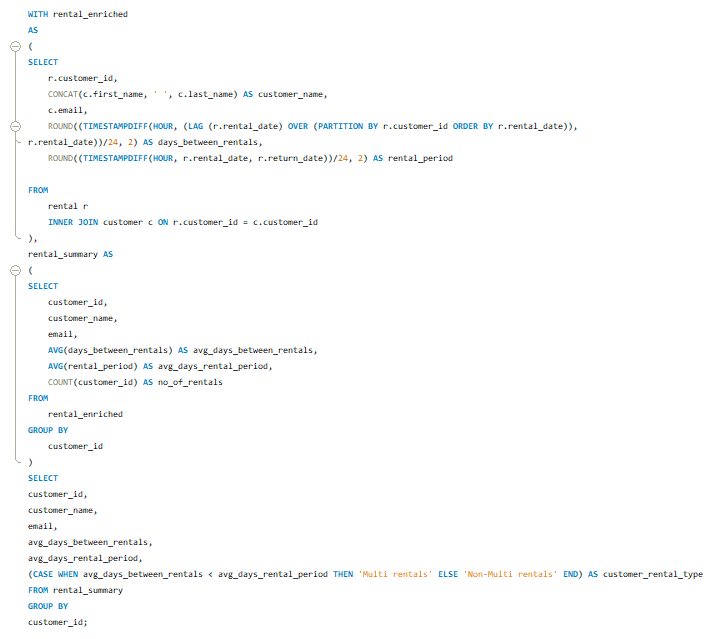 WITH rental_enriched
AS
(
SELECT
r.customer_id,
CONCAT(c.first_name, ' ', c.last_name) AS customer_name,
c.email,
ROUND((TIMESTAMPDIFF(HOUR, (LAG (r.rental_date) OVER (PARTITION BY r.customer_id ORDER BY r.rental_date)),
r.rental_date))/24, 2) AS days_between_rentals,
ROUND((TIMESTAMPDIFF(HOUR, r.rental_date, r.return_date))/24, 2) AS rental_period
FROM
rental r
INNER JOIN customer c ON r.customer_id = c.customer_id
),
rental_summary AS
(
SELECT
customer_id,
customer_name,
email,
AVG(days_between_rentals) AS avg_days_between_rentals,
AVG(rental_period) AS avg_days_rental_period,
COUNT(customer_id) AS no_of_rentals
FROM
rental_enriched
GROUP BY
customer_id
)
SELECT
customer_id,
customer_name,
email,
avg_days_between_rentals,
avg_days_rental_period,
(CASE WHEN avg_days_between_rentals < avg_days_rental_period THEN 'Multi rentals' ELSE 'Non-Multi rentals' END) AS customer_rental_type
FROM rental_summary
GROUP BY
customer_id;